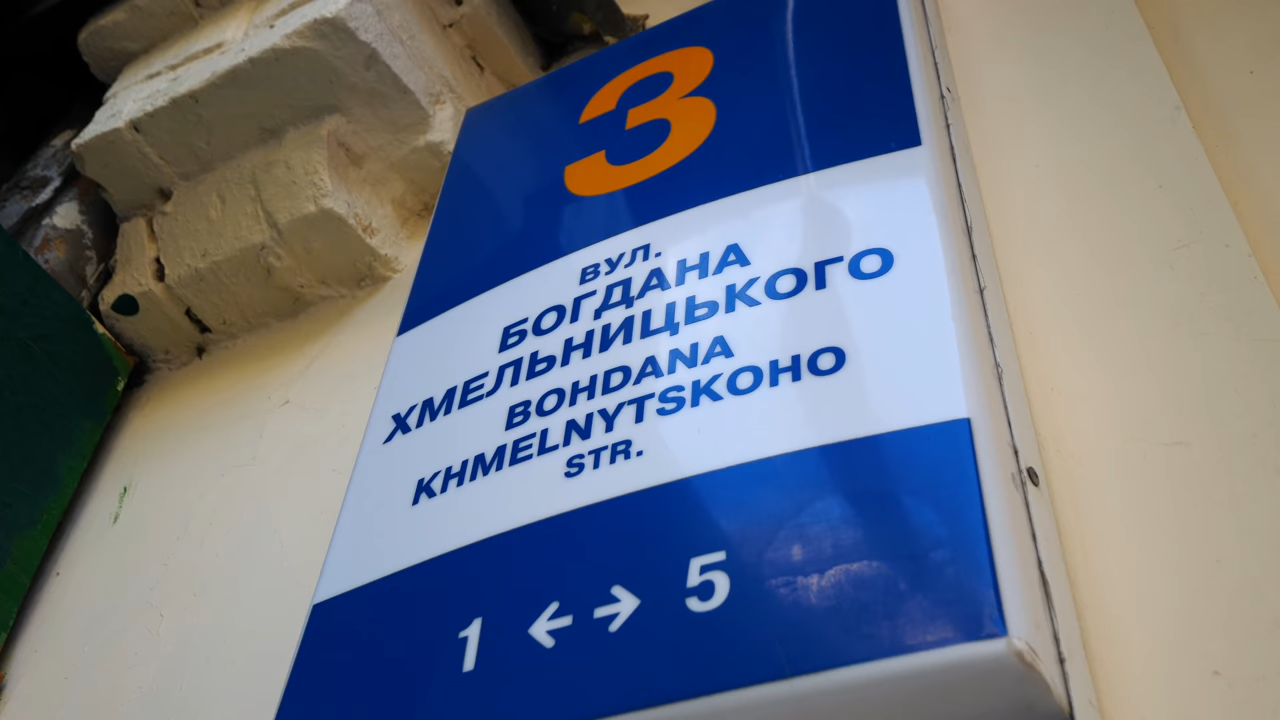 3
ВУЛ.
БОГДАНА
ХМЕЛЬНИЦЬКОГО
BOHDANA
KHMELNYTSKOHO
STR.
1 ←→ 5